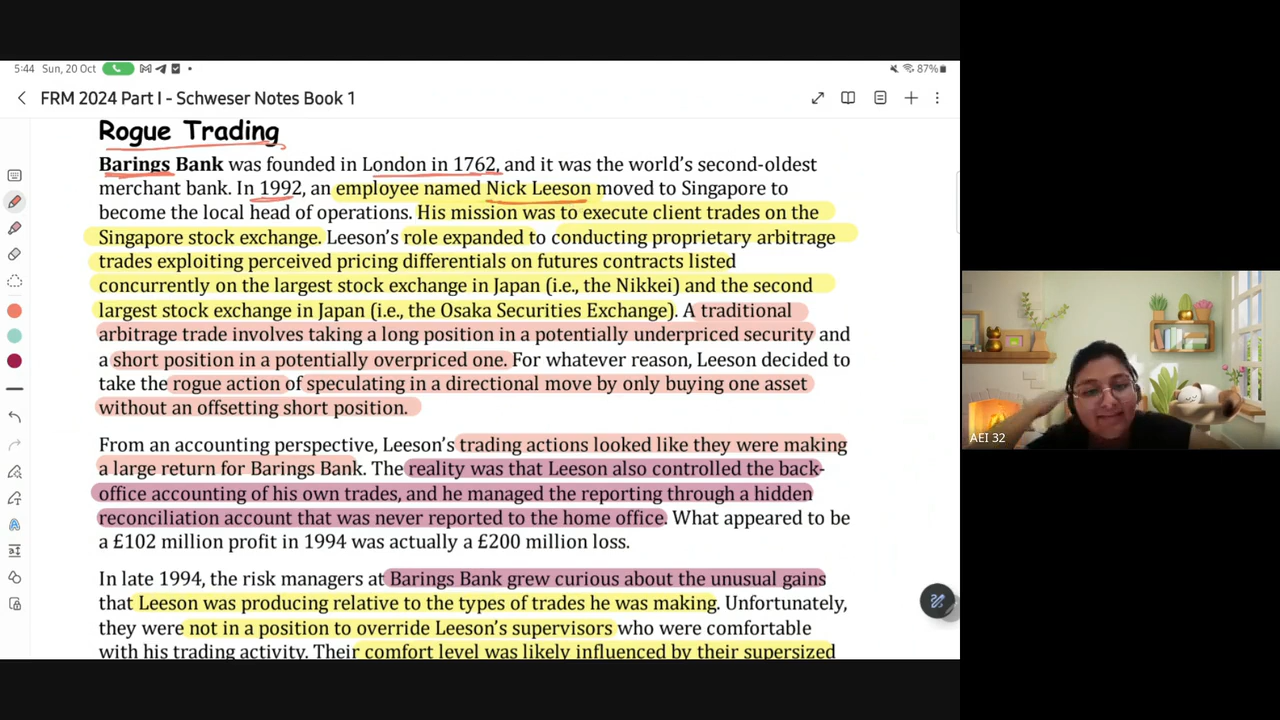 5:44 Sun, 20 Oct 87%
FRM 2024 Part I - Schweser Notes Book 1
Rogue Trading
Barings Bank was founded in London in 1762, and it was the world's second-oldest
merchant bank. In 1992, an employee named Nick Leeson moved to Singapore to
become the local head of operations. His mission was to execute client trades on the
Singapore stock exchange. Leeson's role expanded to conducting proprietary arbitrage
trades exploiting perceived pricing differentials on futures contracts listed
concurrently on the largest stock exchange in Japan (i.e., the Nikkei) and the second
largest stock exchange in Japan (i.e., the Osaka Securities Exchange). A traditional
arbitrage trade involves taking a long position in a potentially underpriced security and
a short position in a potentially overpriced one. For whatever reason, Leeson decided to
take the rogue action of speculating in a directional move by only buying one asset
without an offsetting short position.
From an accounting perspective, Leeson's trading actions looked like they were making
a large return for Barings Bank. The reality was that Leeson also controlled the back-
office accounting of his own trades, and he managed the reporting through a hidden
reconciliation account that was never reported to the home office. What appeared to be
a £102 million profit in 1994 was actually a £200 million loss.
In late 1994, the risk managers at Barings Bank grew curious about the unusual gains
that Leeson was producing relative to the types of trades he was making. Unfortunately,
they were not in a position to override Leeson's supervisors who were comfortable
with his trading activity. Their comfort level was likely influenced by their supersized
AEI 32